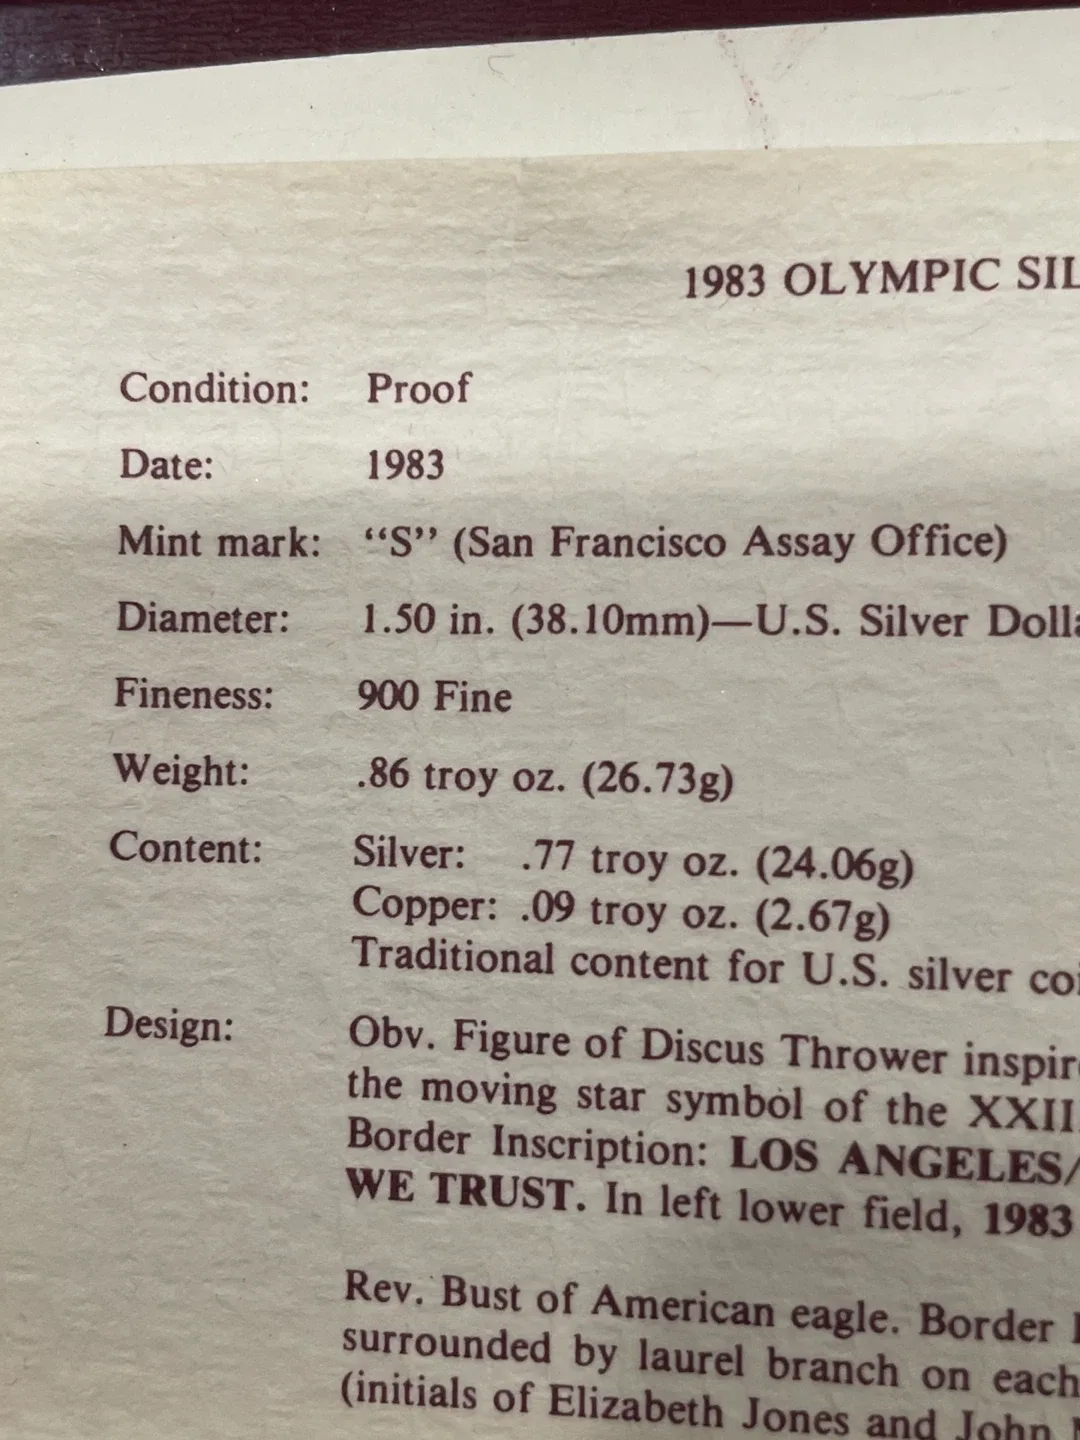 1983 OLYMPIC SIL
Condition: Proof
Date: 1983
Mint mark: “S” (San Francisco Assay Office)
Diameter: 1.50 in. (38.10mm)—U.S. Silver Dolla
Fineness: 900 Fine
Weight: .86 troy oz. (26.73g)
Content: Silver: .77 troy oz. (24.06g)
Copper: .09 troy oz. (2.67g)
Traditional content for U.S. silver coi
Design: Obv. Figure of Discus Thrower inspir
the moving star symbol of the XXII
Border Inscription: LOS ANGELES/
WE TRUST. In left lower field, 1983
Rev. Bust of American eagle. Border
surrounded by laurel branch on each
(initials of Elizabeth Jones and John